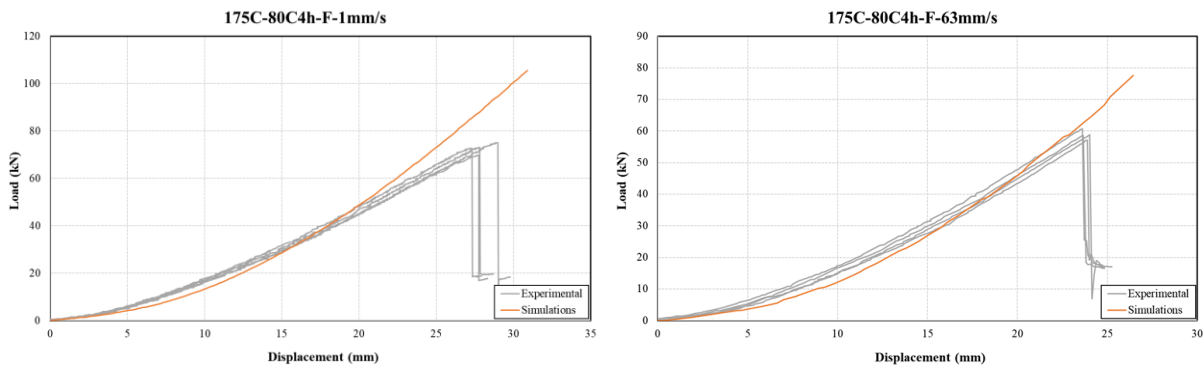 175C-80C4h-F-1mm/s
120
100
80
60
40
20
0
Load (kN)
0 5 10 15 20 25 30 35
Displacement (mm)
Experimental
Simulations
175C-80C4h-F-63mm/s
90
80
70
60
50
40
30
20
10
0
Load (kN)
0 5 10 15 20 25 30
Displacement (mm)
Experimental
Simulations